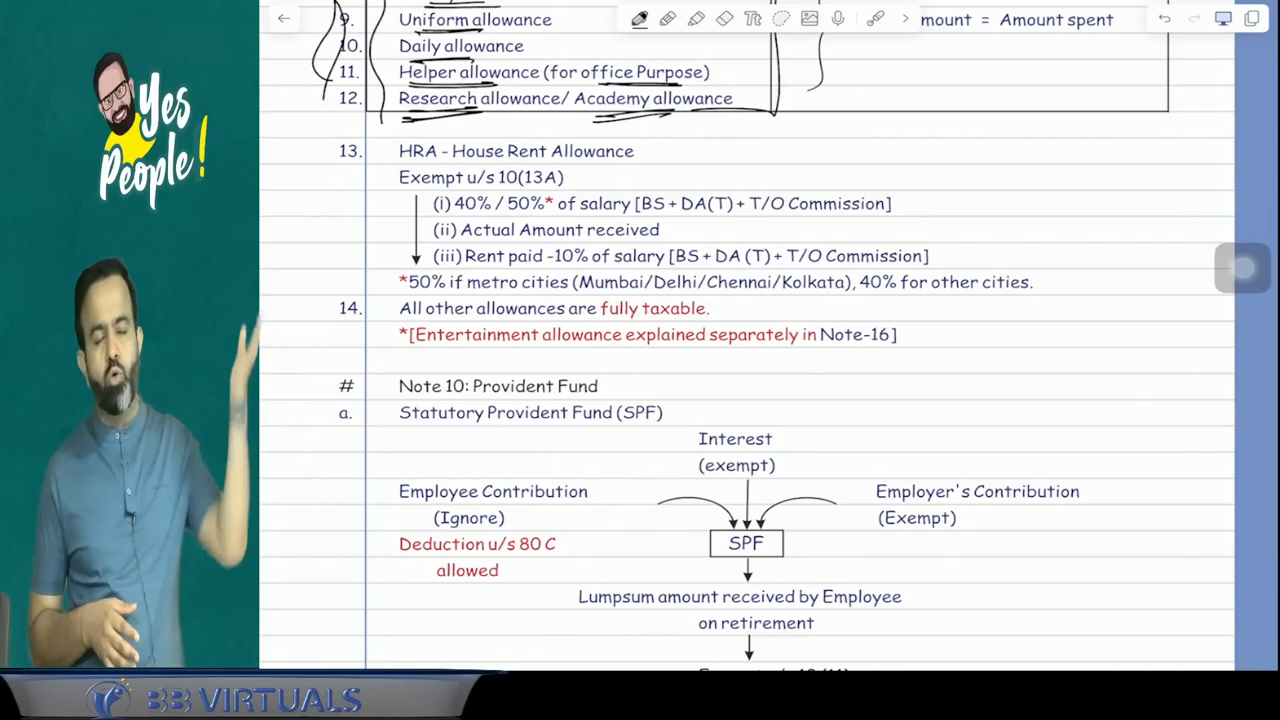 9. Uniform allowance
mount = Amount spent
10. Daily allowance
11. Helper allowance (for office Purpose)
12. Research allowance/ Academy allowance
13. HRA - House Rent Allowance
Exempt u/s 10(13A)
(i) 40% / 50%* of salary [BS + DA(T) + T/O Commission]
(ii) Actual Amount received
(iii) Rent paid -10% of salary [BS + DA (T) + T/O Commission]
*50% if metro cities (Mumbai/Delhi/Chennai/Kolkata), 40% for other cities.
14. All other allowances are fully taxable.
*[Entertainment allowance explained separately in Note-16]
# Note 10: Provident Fund
a. Statutory Provident Fund (SPF)
Interest
(exempt)
Employee Contribution
(Ignore)
Deduction u/s 80 C
allowed
Employer's Contribution
(Exempt)
SPF
Lumpsum amount received by Employee
on retirement
Yes
People!
BB VIRTUALS
Tt